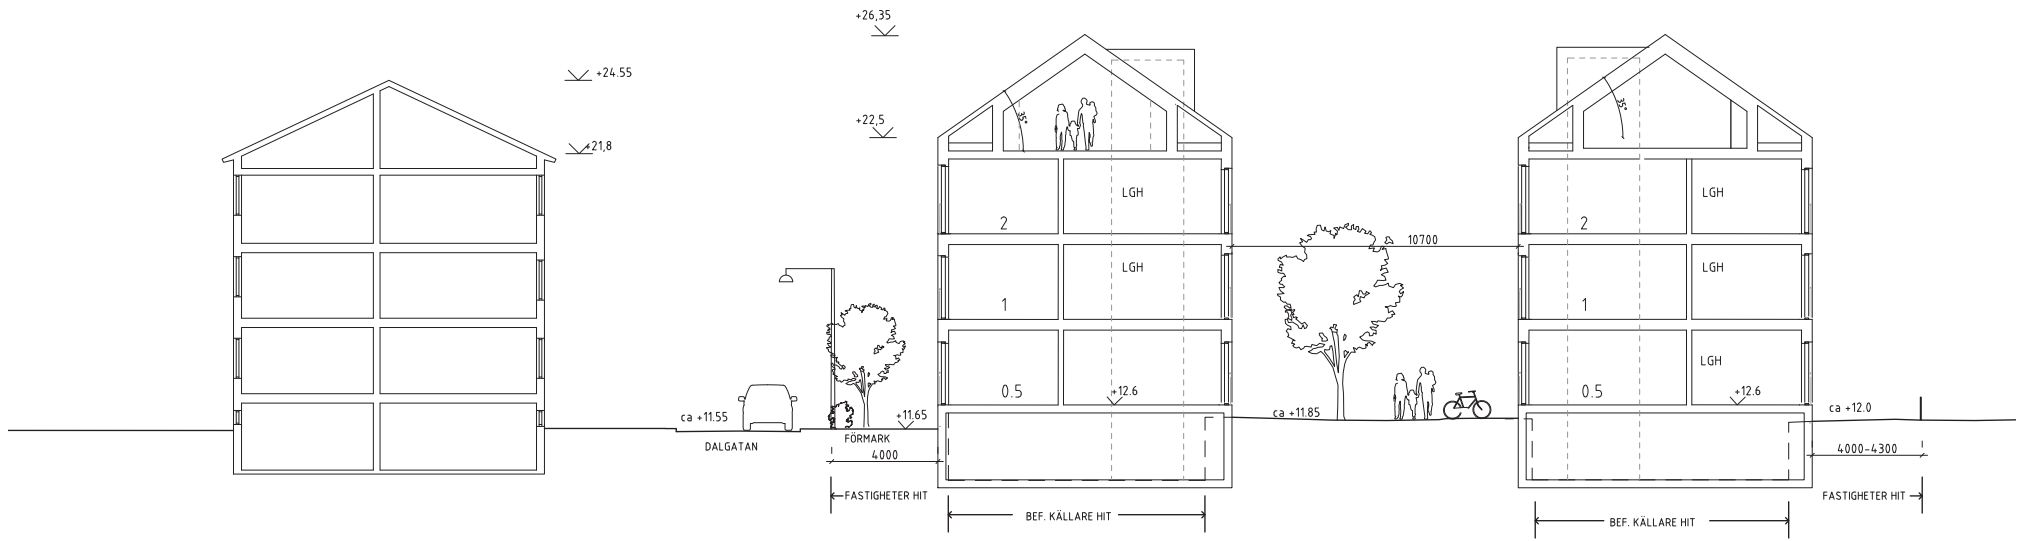 +26,35
+24.55
+22,5
+21,8
35°
35°
LGH
LGH
2
2
10700
LGH
LGH
1
1
LGH
0.5
+12.6
0.5
+12.6
ca +11.55
+11.65
ca +11.85
ca +12.0
DALGATAN
FÖRMARK
4000
4000-4300
FASTIGHETER HIT
FASTIGHETER HIT
BEF. KÄLLARE HIT
BEF. KÄLLARE HIT